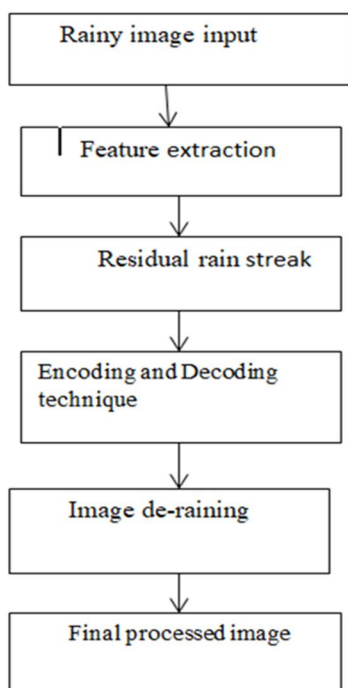 Rainy image input
Feature extraction
Residual rain streak
Encoding and Decoding
technique
Image de-raining
Final processed image